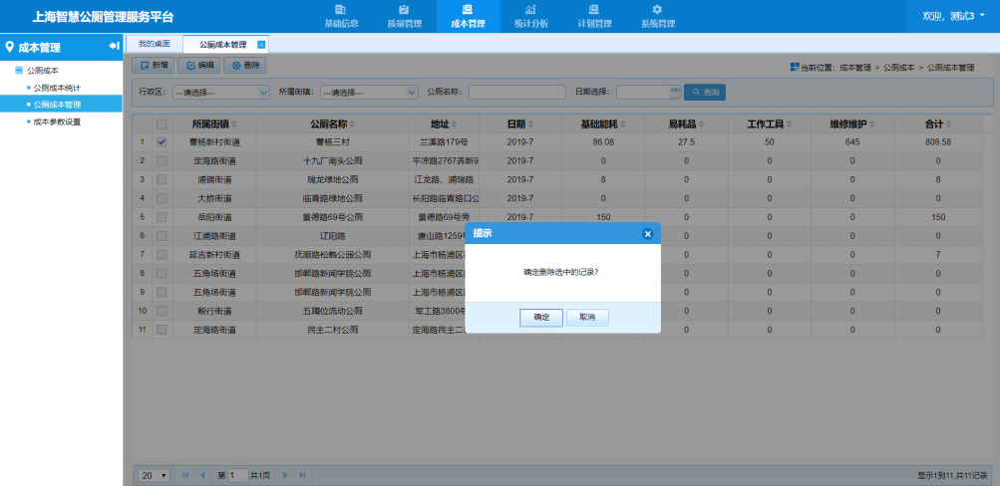 上海智慧公厕管理服务平台
基础信息 质量管理 成本管理 统计分析 计划管理 系统管理
欢迎, 测试3
成本管理
我的桌面 公厕成本管理
公厕成本
公厕成本统计
公厕成本管理
成本参数设置
新增 编辑 删除
当前位置: 成本管理 > 公厕成本 > 公厕成本管理
行政区: ---请选择--- 所属街镇: ---请选择--- 公厕名称: 日期选择: 查询
所属街镇 公厕名称 地址 日期 基础能耗 易耗品 工作工具 维修维护 合计
1 曹杨新村街道 曹杨三村 兰溪路179号 2019-7 86.08 27.5 50 645 808.58
2 定海路街道 十九厂南头公厕 平凉路2767弄新9 2019-7 0 0 0 0 0
3 浦锦街道 瑞龙绿地公厕 江龙路、浦瑞路 2019-7 8 0 0 0 8
4 大桥街道 临青路绿地公厕 长阳路临青路口公 2019-7 0 0 0 0 0
5 岳阳街道 景德路69号公厕 景德路69号旁 2019-7 150 0 0 0 150
6 江浦路街道 辽阳路 唐山路1259 0 0 0 0
7 延吉新村街道 抚顺路松鹤公园公厕 上海市杨浦区 0 0 0 7
8 五角场街道 邯郸路新闻学院公厕 上海市杨浦区 0 0 0 0
9 五角场街道 邯郸路新闻学院公厕 上海市杨浦区 0 0 0 0
10 殷行街道 五蹲位流动公厕 军工路3800 0 0 0 0
11 定海路街道 民主二村公厕 定海路民主二 0 0 0 0
提示
确定删除选中的记录?
确定 取消
20 第 1 共1页
显示1到11,共11记录